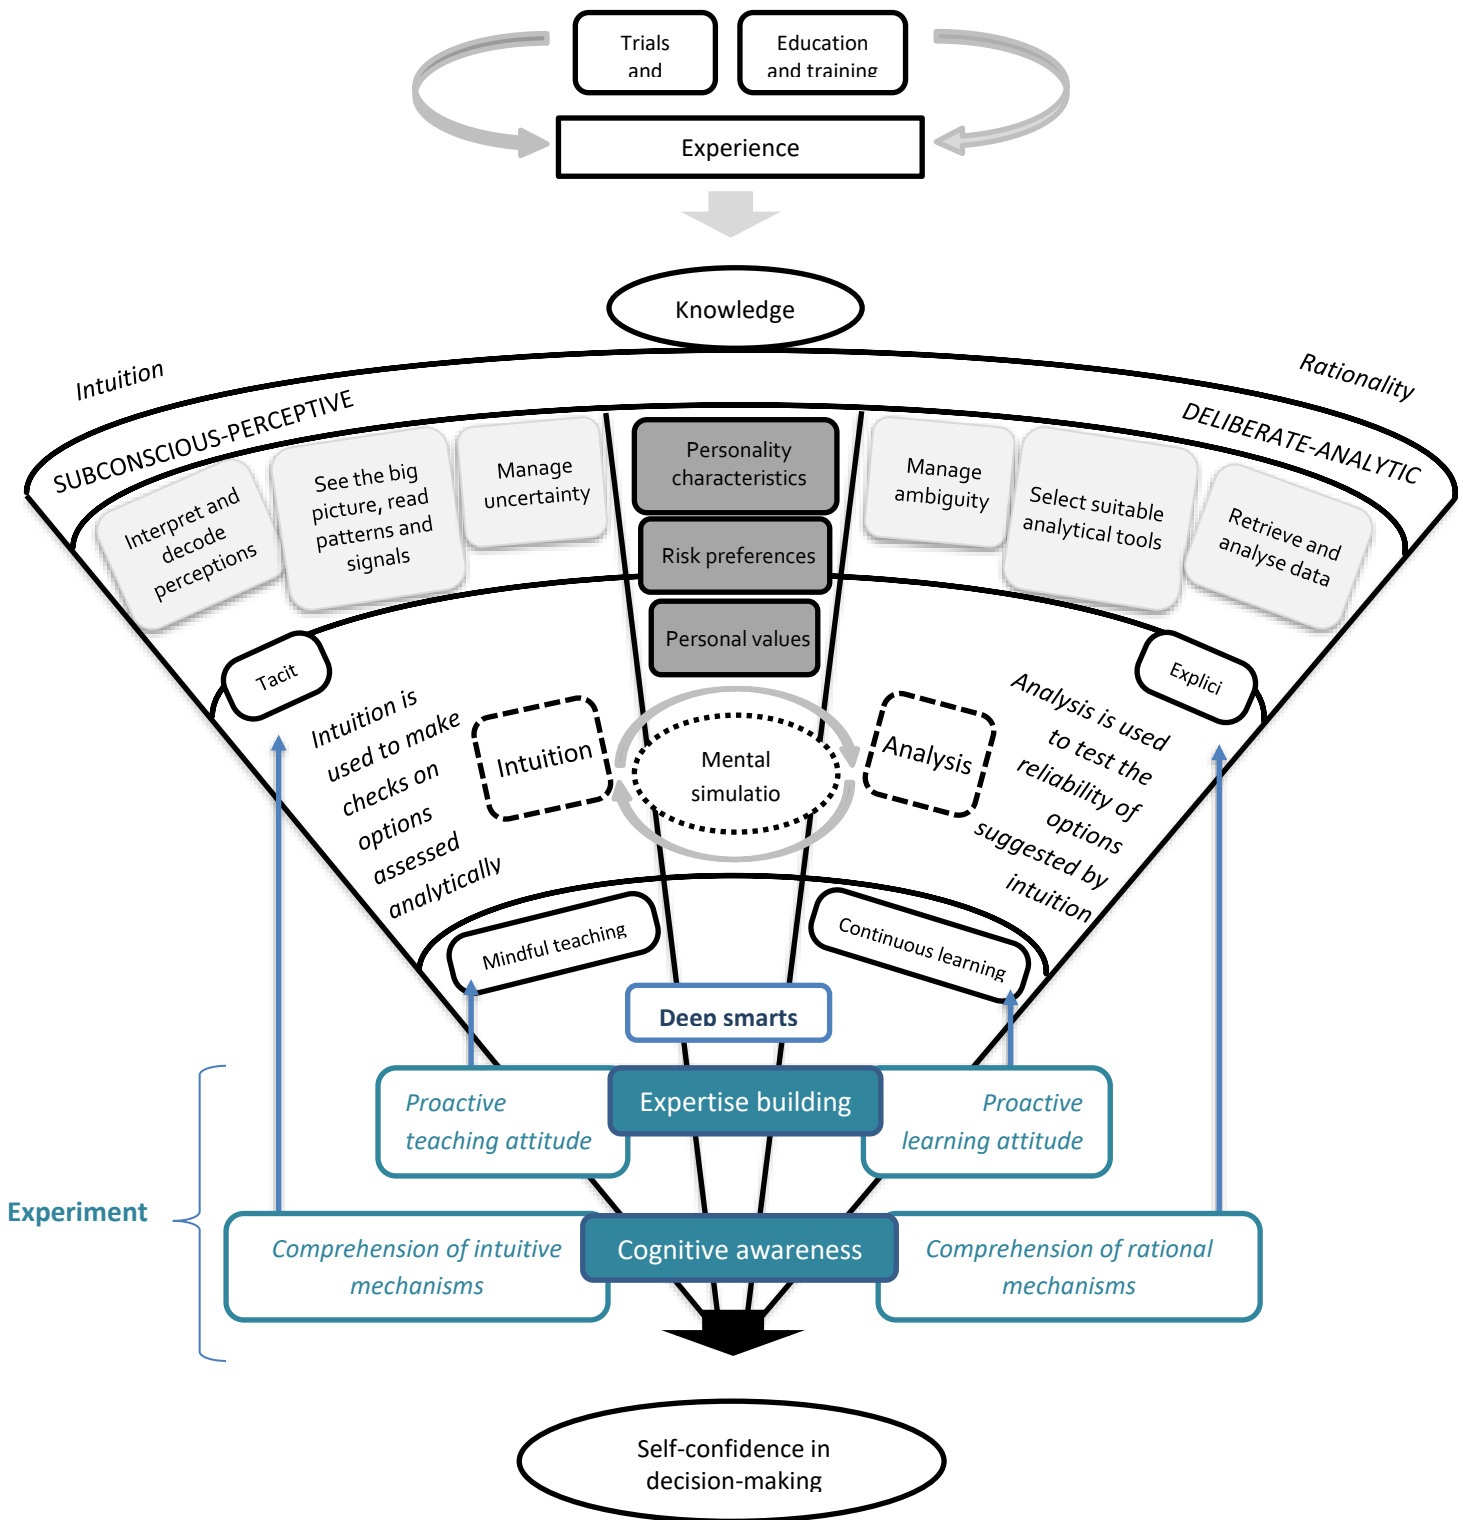 Trials
and
Education
and training
Experience
Knowledge
Intuition
Rationality
SUBCONSCIOUS-PERCEPTIVE
DELIBERATE-ANALYTIC
Interpret and
decode
perceptions
See the big
picture, read
patterns and
signals
Manage
uncertainty
Personality
characteristics
Risk preferences
Personal values
Manage
ambiguity
Select suitable
analytical tools
Retrieve and
analyse data
Tacit
Explici
Intuition is
used to make
checks on
options
assessed
analytically
Intuition
Mental
simulatio
Analysis
Analysis is used
to test the
reliability of
options
suggested by
intuition
Mindful teaching
Continuous learning
Deep smarts
Proactive
teaching attitude
Expertise building
Proactive
learning attitude
Experiment
Comprehension of intuitive
mechanisms
Cognitive awareness
Comprehension of rational
mechanisms
Self-confidence in
decision-making